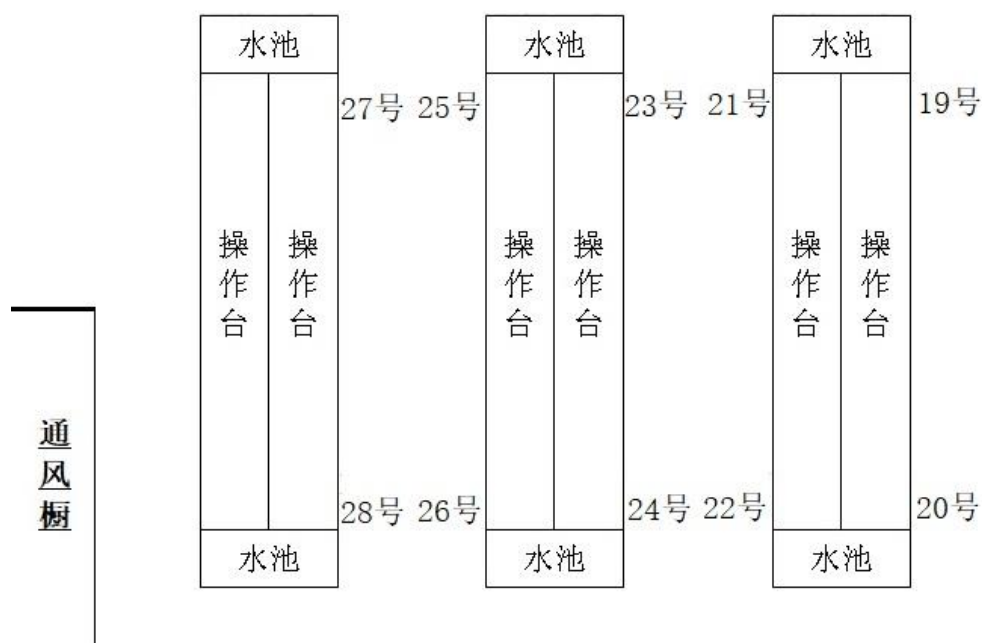 水池 水池 水池
27号 25号 23号 21号 19号
操作台 操作台 操作台 操作台 操作台 操作台
通风橱
28号 26号 24号 22号 20号
水池 水池 水池